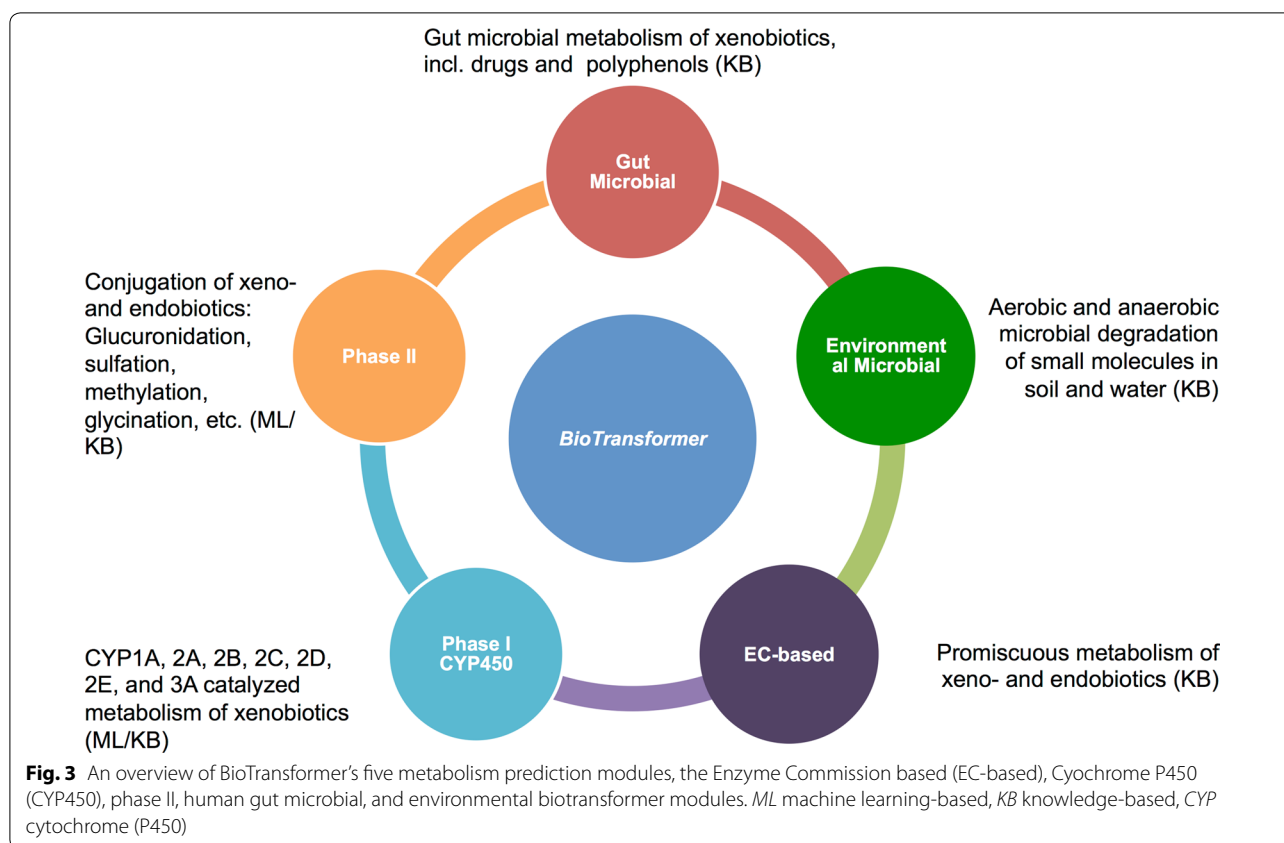 Gut microbial metabolism of xenobiotics,
incl. drugs and polyphenols (KB)
Gut
Microbial
Conjugation of xeno-
and endobiotics:
Glucuronidation,
sulfation,
methylation,
glycination, etc. (ML/
KB)
Phase II
Environment
al Microbial
Aerobic and anaerobic
microbial degradation
of small molecules in
soil and water (KB)
BioTransformer
Phase I
CYP450
EC-based
CYP1A, 2A, 2B, 2C, 2D,
2E, and 3A catalyzed
metabolism of xenobiotics
(ML/KB)
Promiscuous metabolism of
xeno- and endobiotics (KB)
Fig. 3 An overview of BioTransformer's five metabolism prediction modules, the Enzyme Commission based (EC-based), Cyochrome P450
(CYP450), phase II, human gut microbial, and environmental biotransformer modules. ML machine learning-based, KB knowledge-based, CYP
cytochrome (P450)